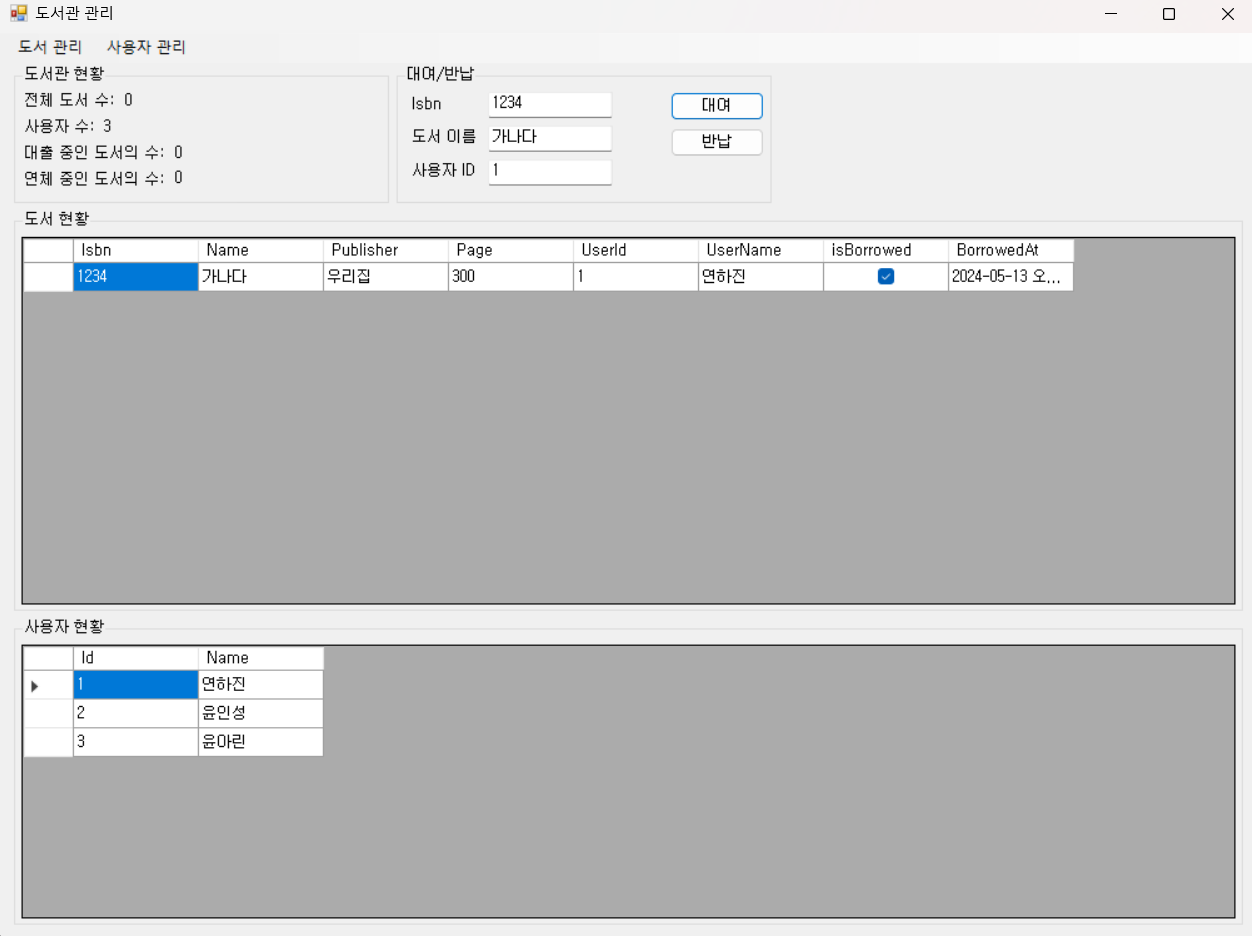 도서관 관리
도서 관리 사용자 관리
도서관 현황
전체 도서 수: 0
사용자 수: 3
대출 중인 도서의 수: 0
연체 중인 도서의 수: 0
대여/반납
Isbn 1234 대여
도서 이름 가나다 반납
사용자 ID 1
도서 현황
Isbn Name Publisher Page UserId UserName isBorrowed BorrowedAt
1234 가나다 우리집 300 1 연하진 2024-05-13 오...
사용자 현황
Id Name
1 연하진
2 윤인성
3 윤아린